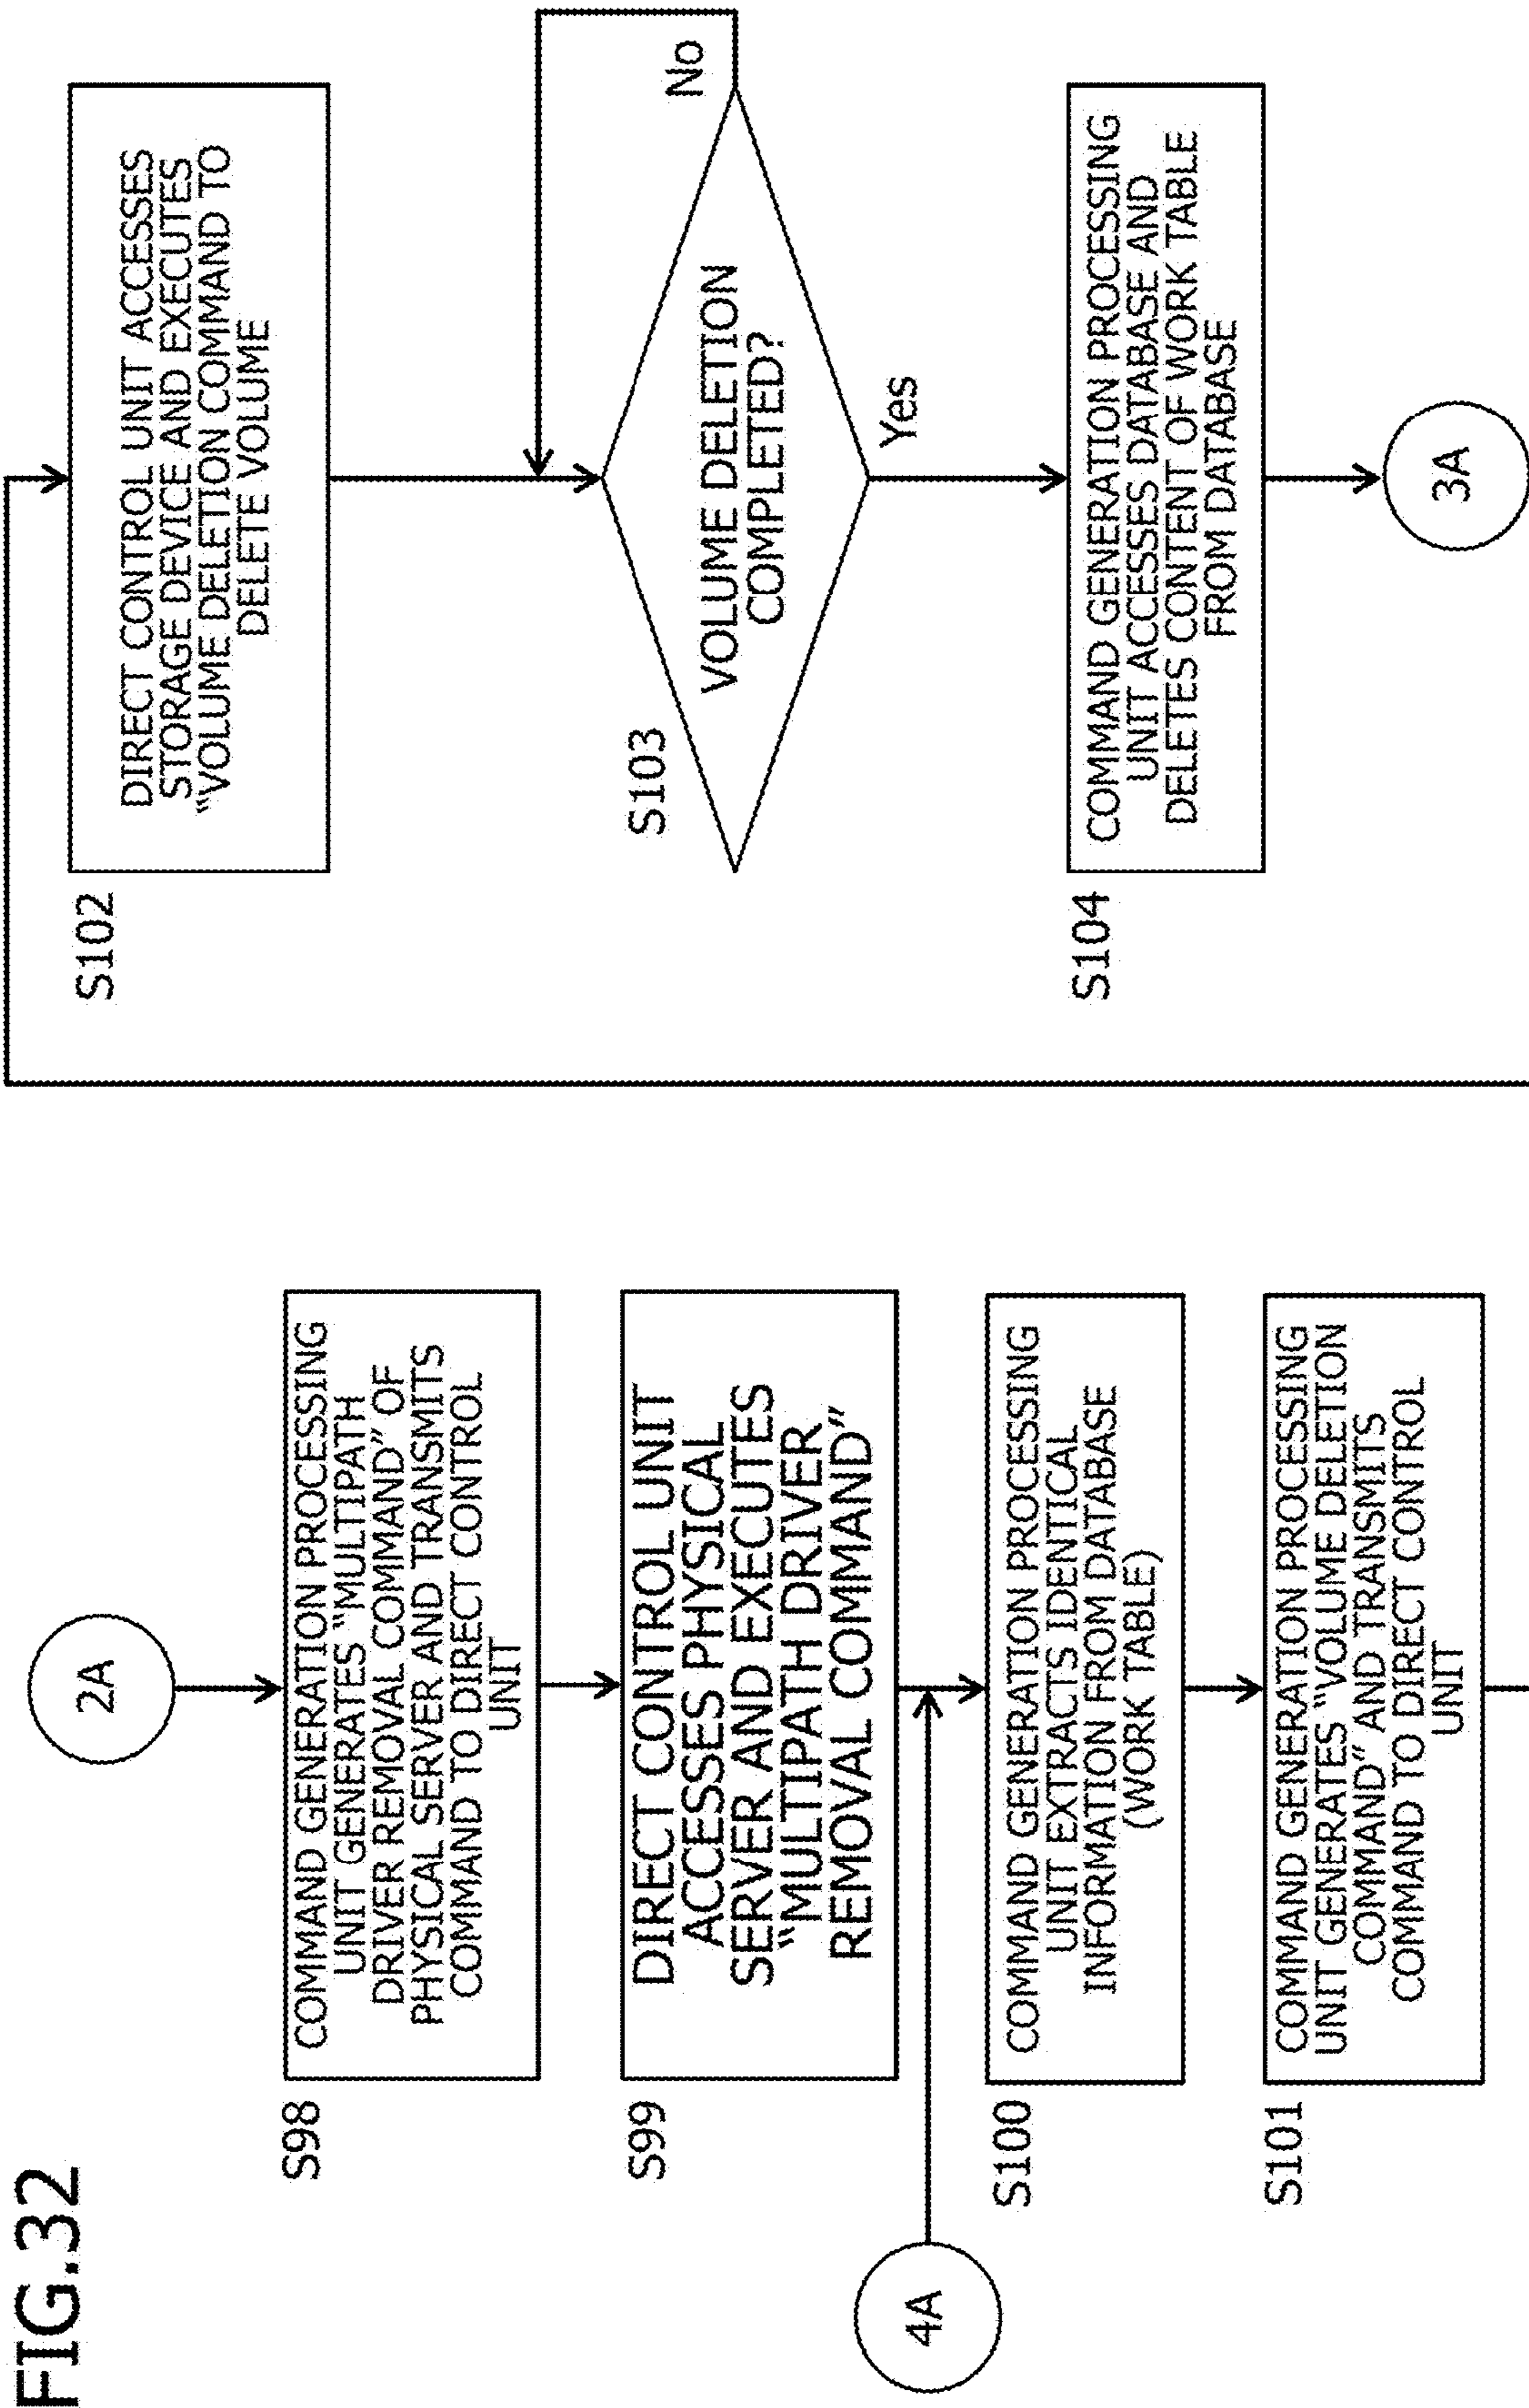 FIG.32
2A
S98
COMMAND GENERATION PROCESSING
UNIT GENERATES “MULTIPATH
DRIVER REMOVAL COMMAND” OF
PHYSICAL SERVER AND TRANSMITS
COMMAND TO DIRECT CONTROL
UNIT
S99
DIRECT CONTROL UNIT
ACCESSES PHYSICAL
SERVER AND EXECUTES
“MULTIPATH DRIVER
REMOVAL COMMAND”
4A
S100
COMMAND GENERATION PROCESSING
UNIT EXTRACTS IDENTICAL
INFORMATION FROM DATABASE
(WORK TABLE)
S101
COMMAND GENERATION PROCESSING
UNIT GENERATES “VOLUME DELETION
COMMAND” AND TRANSMITS
COMMAND TO DIRECT CONTROL
UNIT
S102
DIRECT CONTROL UNIT ACCESSES
STORAGE DEVICE AND EXECUTES
“VOLUME DELETION COMMAND TO
DELETE VOLUME
S103
VOLUME DELETION
COMPLETED?
No
Yes
S104
COMMAND GENERATION PROCESSING
UNIT ACCESSES DATABASE AND
DELETES CONTENT OF WORK TABLE
FROM DATABASE
3A